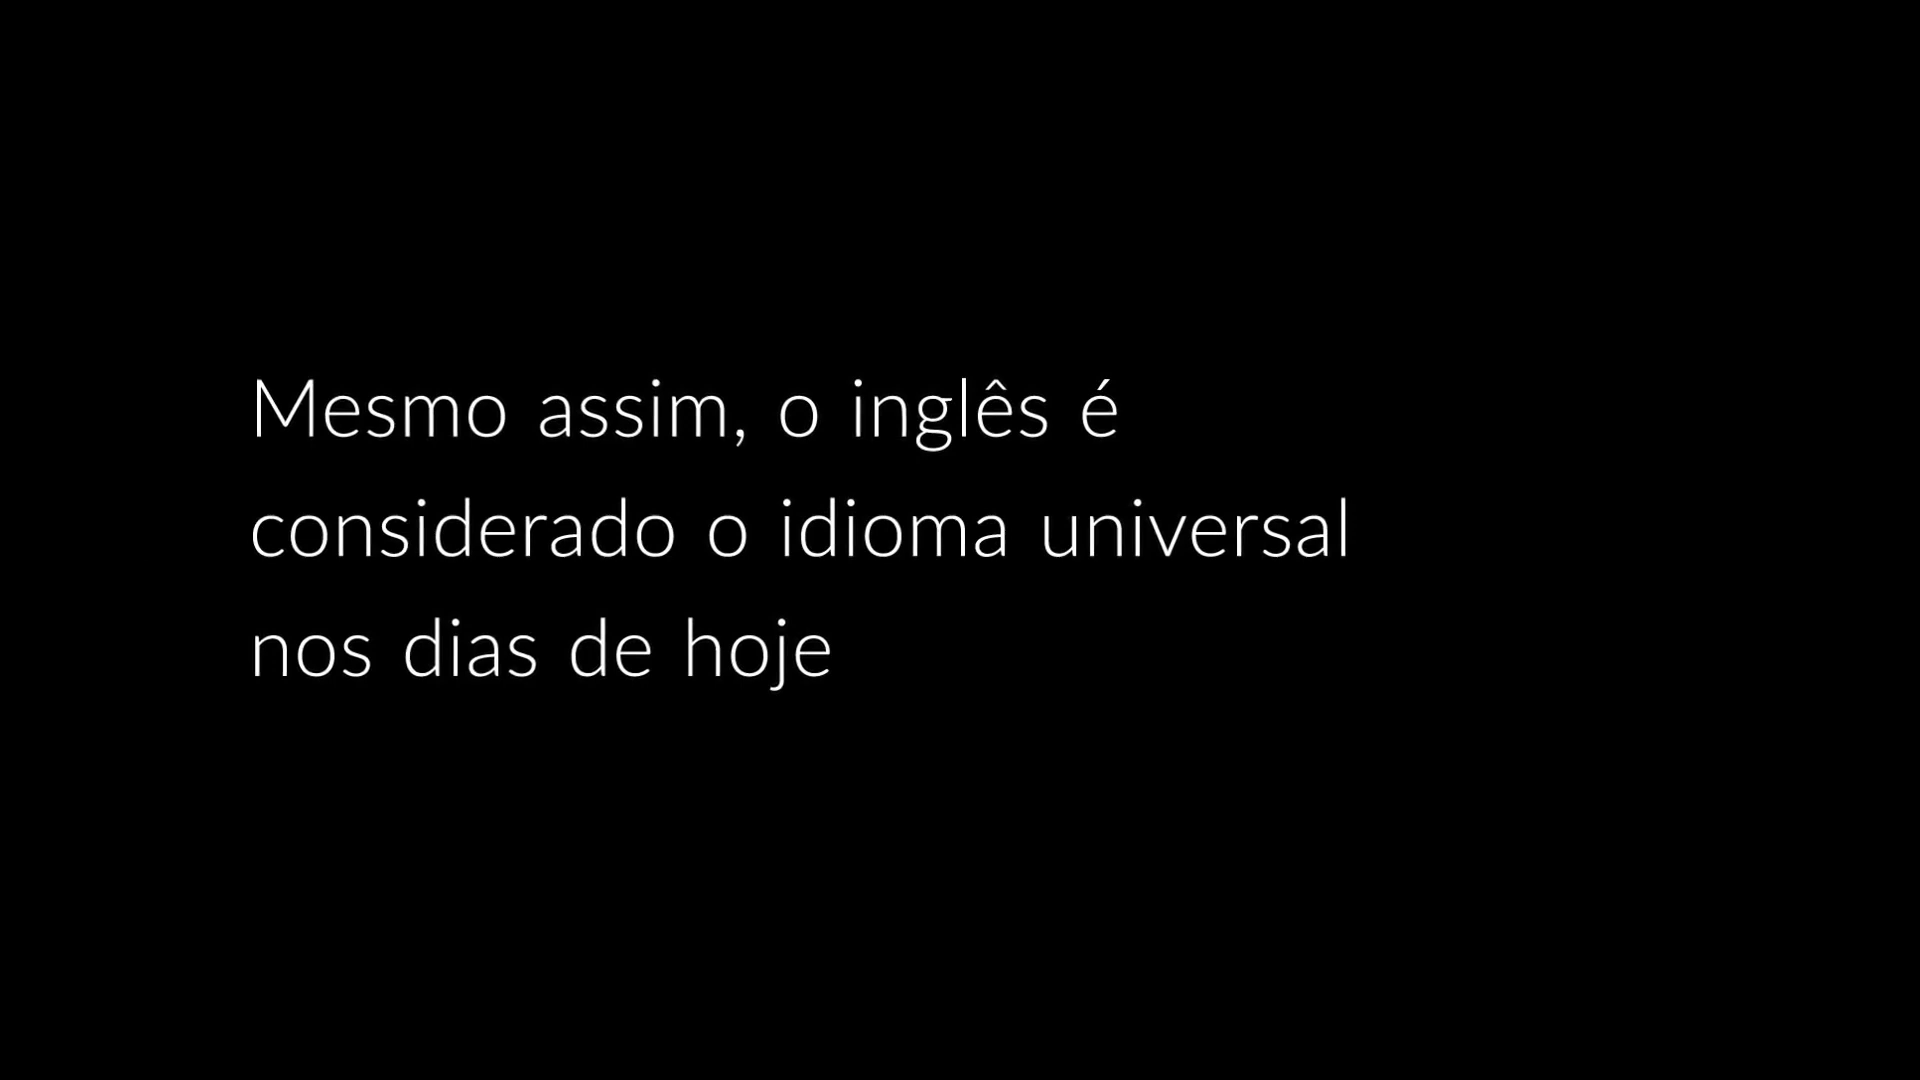 Mesmo assim, o inglês é
considerado o idioma universal
nos dias de hoje